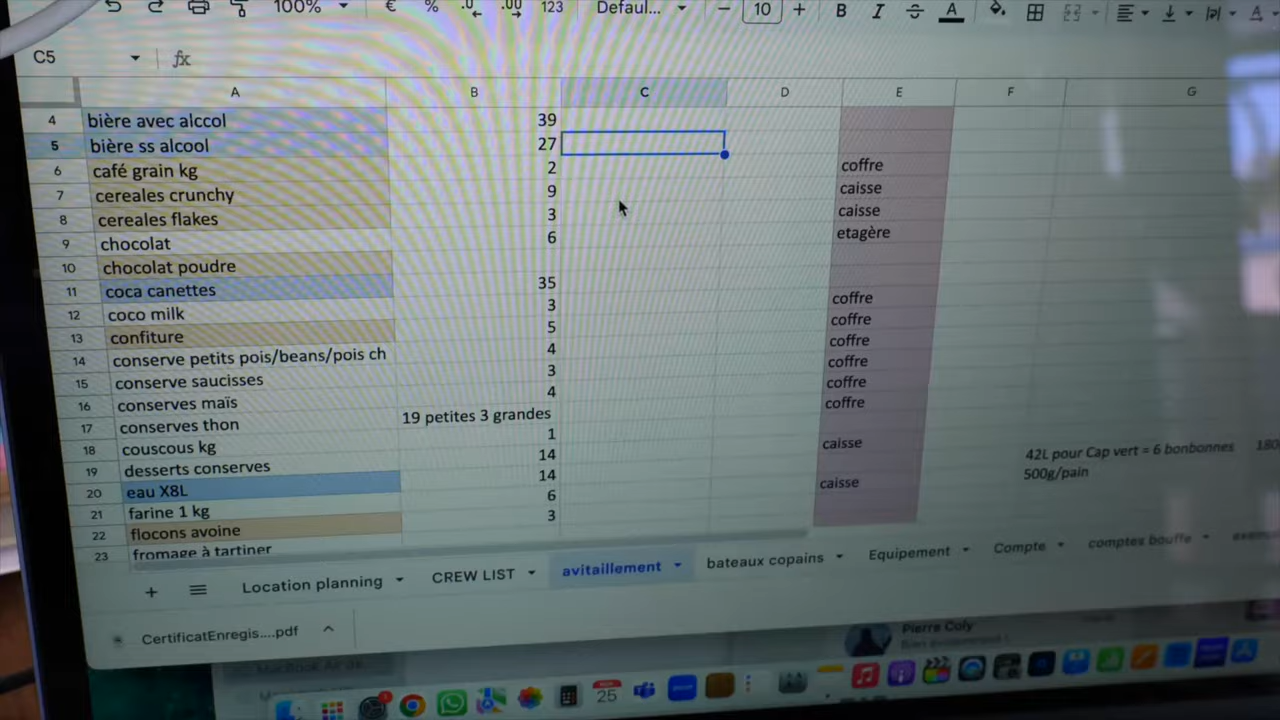 100% € % .0 .00 123 Defaul... − 10 + B I S A
C5 fx
A B C D E F G
4 bière avec alccol 39
5 bière ss alcool 27
6 café grain kg 2 coffre
7 cereales crunchy 9 caisse
8 cereales flakes 3 caisse
9 chocolat 6 etagère
10 chocolat poudre
11 coca canettes 35 coffre
12 coco milk 3 coffre
13 confiture 5 coffre
14 conserve petits pois/beans/pois ch 4 coffre
15 conserve saucisses 3 coffre
16 conserves maïs 4 coffre
17 conserves thon 19 petites 3 grandes
18 couscous kg 1 caisse
19 desserts conserves 14
20 eau X8L 14 caisse 42L pour Cap vert = 6 bonbonnes 180
21 farine 1 kg 6 500g/pain
22 flocons avoine 3
23 fromage à tartiner
+ Location planning CREW LIST avitaillement bateaux copains Equipement Compte comptes bouffe
CertificatEnregis....pdf
Pierre Coly
25